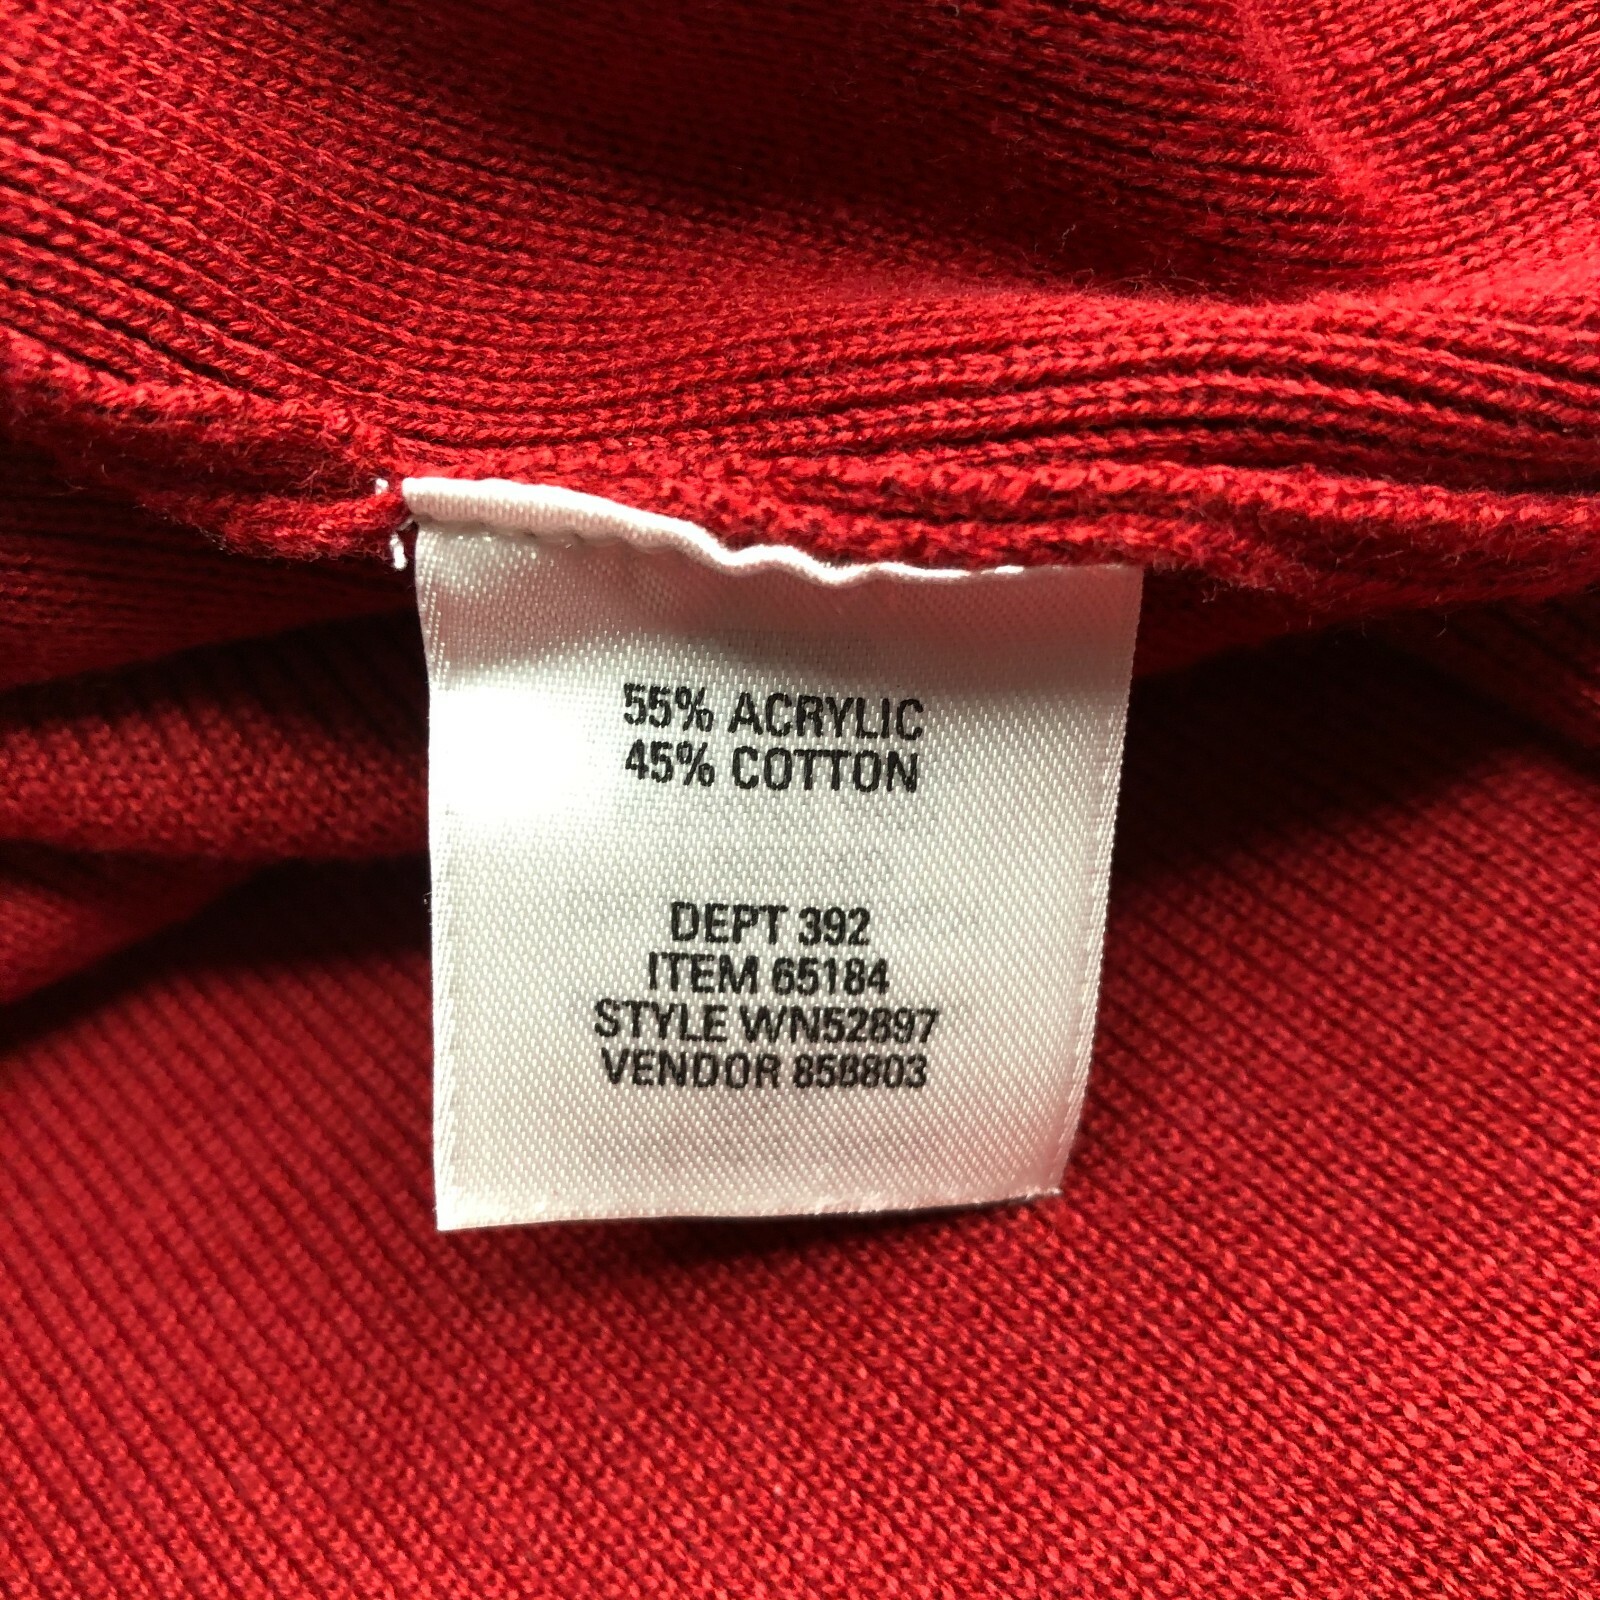 55% ACRYLIC
45% COTTON
DEPT 392
ITEM 65184
STYLE WN52897
VENDOR 858803